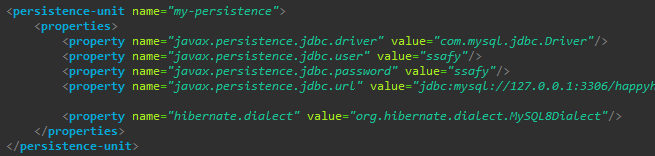 <persistence-unit name="my-persistence">
<properties>
<property name="javax.persistence.jdbc.driver" value="com.mysql.jdbc.Driver"/>
<property name="javax.persistence.jdbc.user" value="ssafy"/>
<property name="javax.persistence.jdbc.password" value="ssafy"/>
<property name="javax.persistence.jdbc.url" value="jdbc:mysql://127.0.0.1:3306/happyh
<property name="hibernate.dialect" value="org.hibernate.dialect.MySQL8Dialect"/>
</properties>
</persistence-unit>